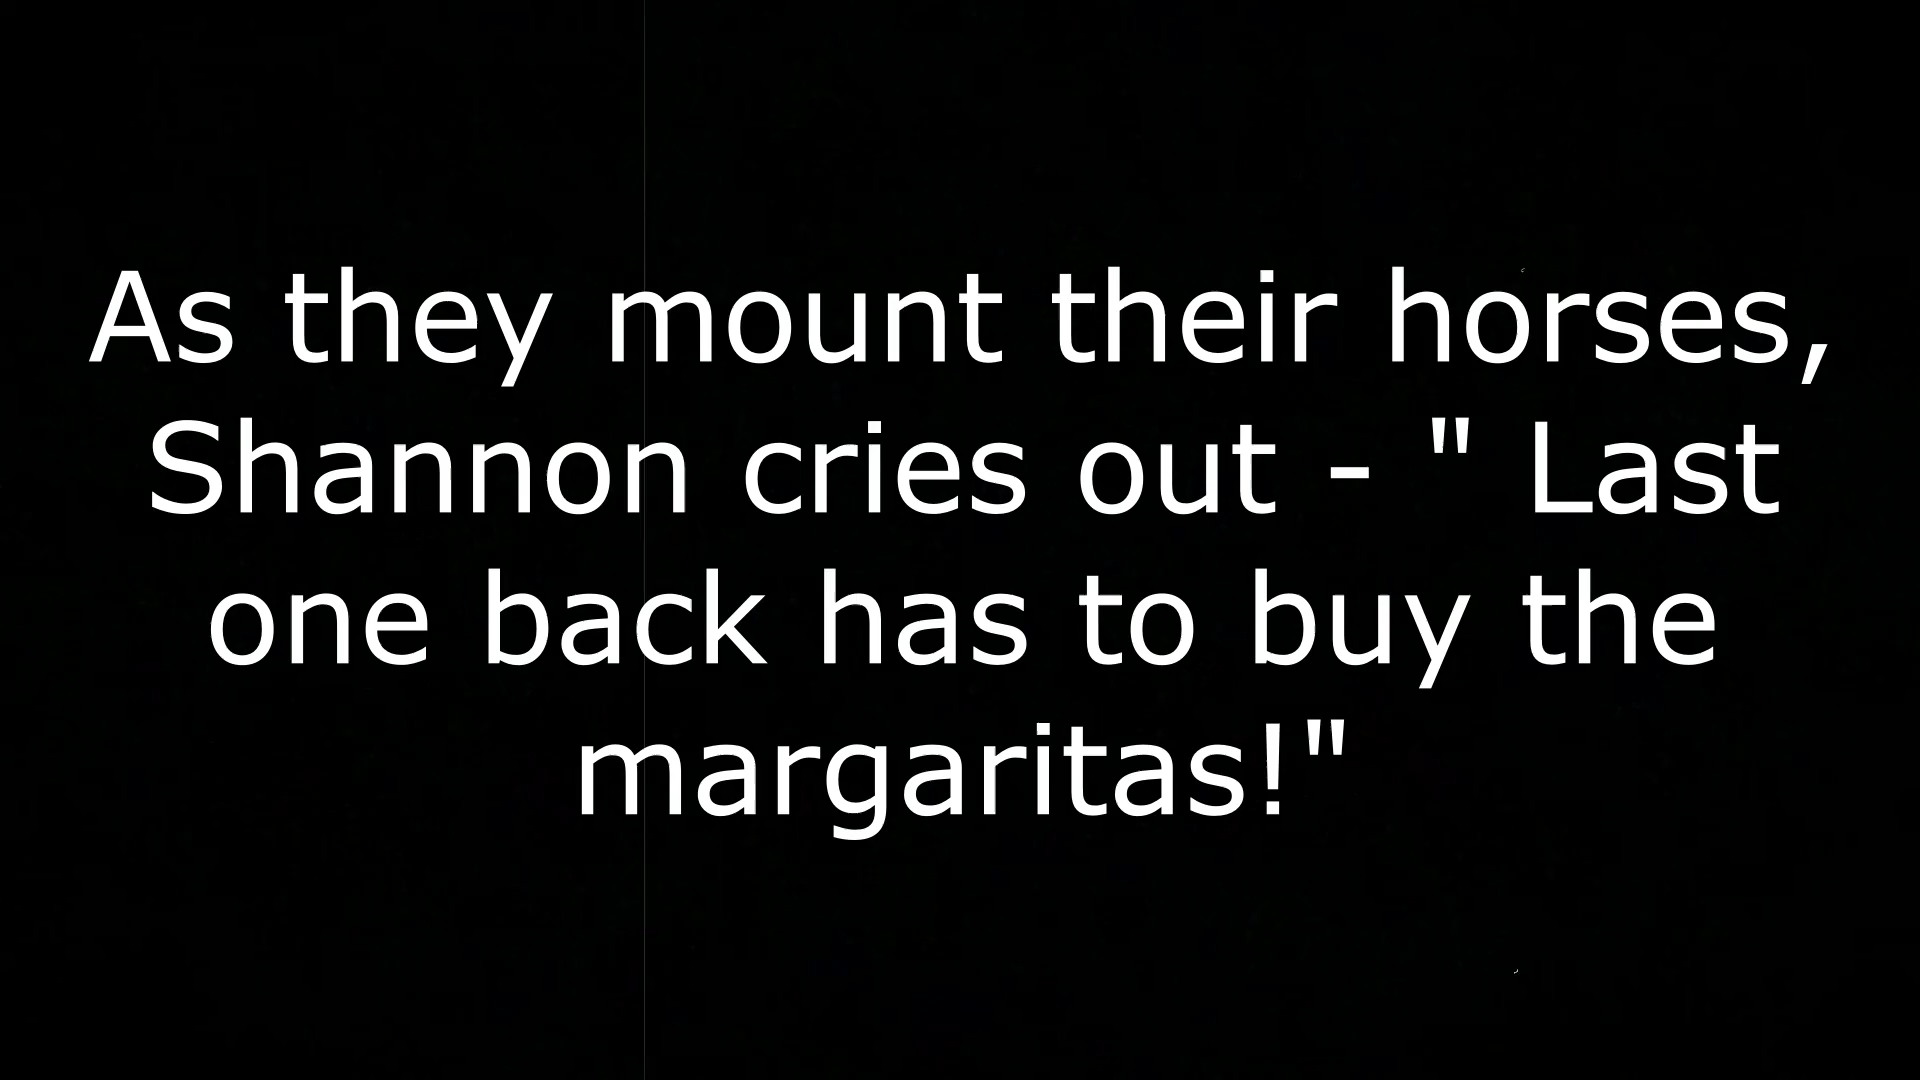 As they mount their horses,
Shannon cries out - " Last
one back has to buy the
margaritas!"